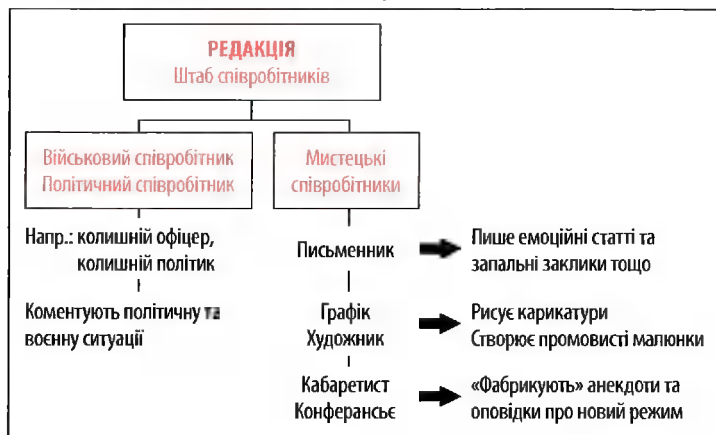 РЕДАКЦІЯ
Штаб співробітників
Військовий співробітник
Політичний співробітник
Мистецькі
співробітники
Напр.: колишній офіцер,
колишній політик
Коментують політичну та
воєнну ситуації
Письменник
Пише емоційні статті та
запальні заклики тощо
Графік
Художник
Рисує карикатури
Створює промовисті малюнки
Кабаретист
Конферансьє
«Фабрикують» анекдоти та
оповідки про новий режим